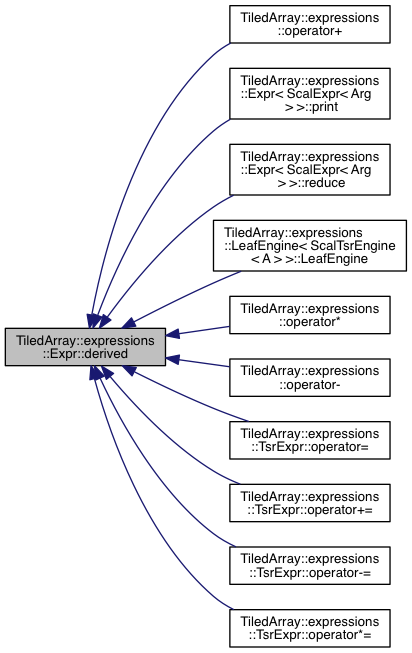 TiledArray::expressions
::operator+
TiledArray::expressions
::Expr< ScalExpr< Arg
> >::print
TiledArray::expressions
::Expr< ScalExpr< Arg
> >::reduce
TiledArray::expressions
::LeafEngine< ScalTsrEngine
< A > >::LeafEngine
TiledArray::expressions
::operator*
TiledArray::expressions
::Expr::derived
TiledArray::expressions
::operator-
TiledArray::expressions
::TsrExpr::operator=
TiledArray::expressions
::TsrExpr::operator+=
TiledArray::expressions
::TsrExpr::operator-=
TiledArray::expressions
::TsrExpr::operator*=